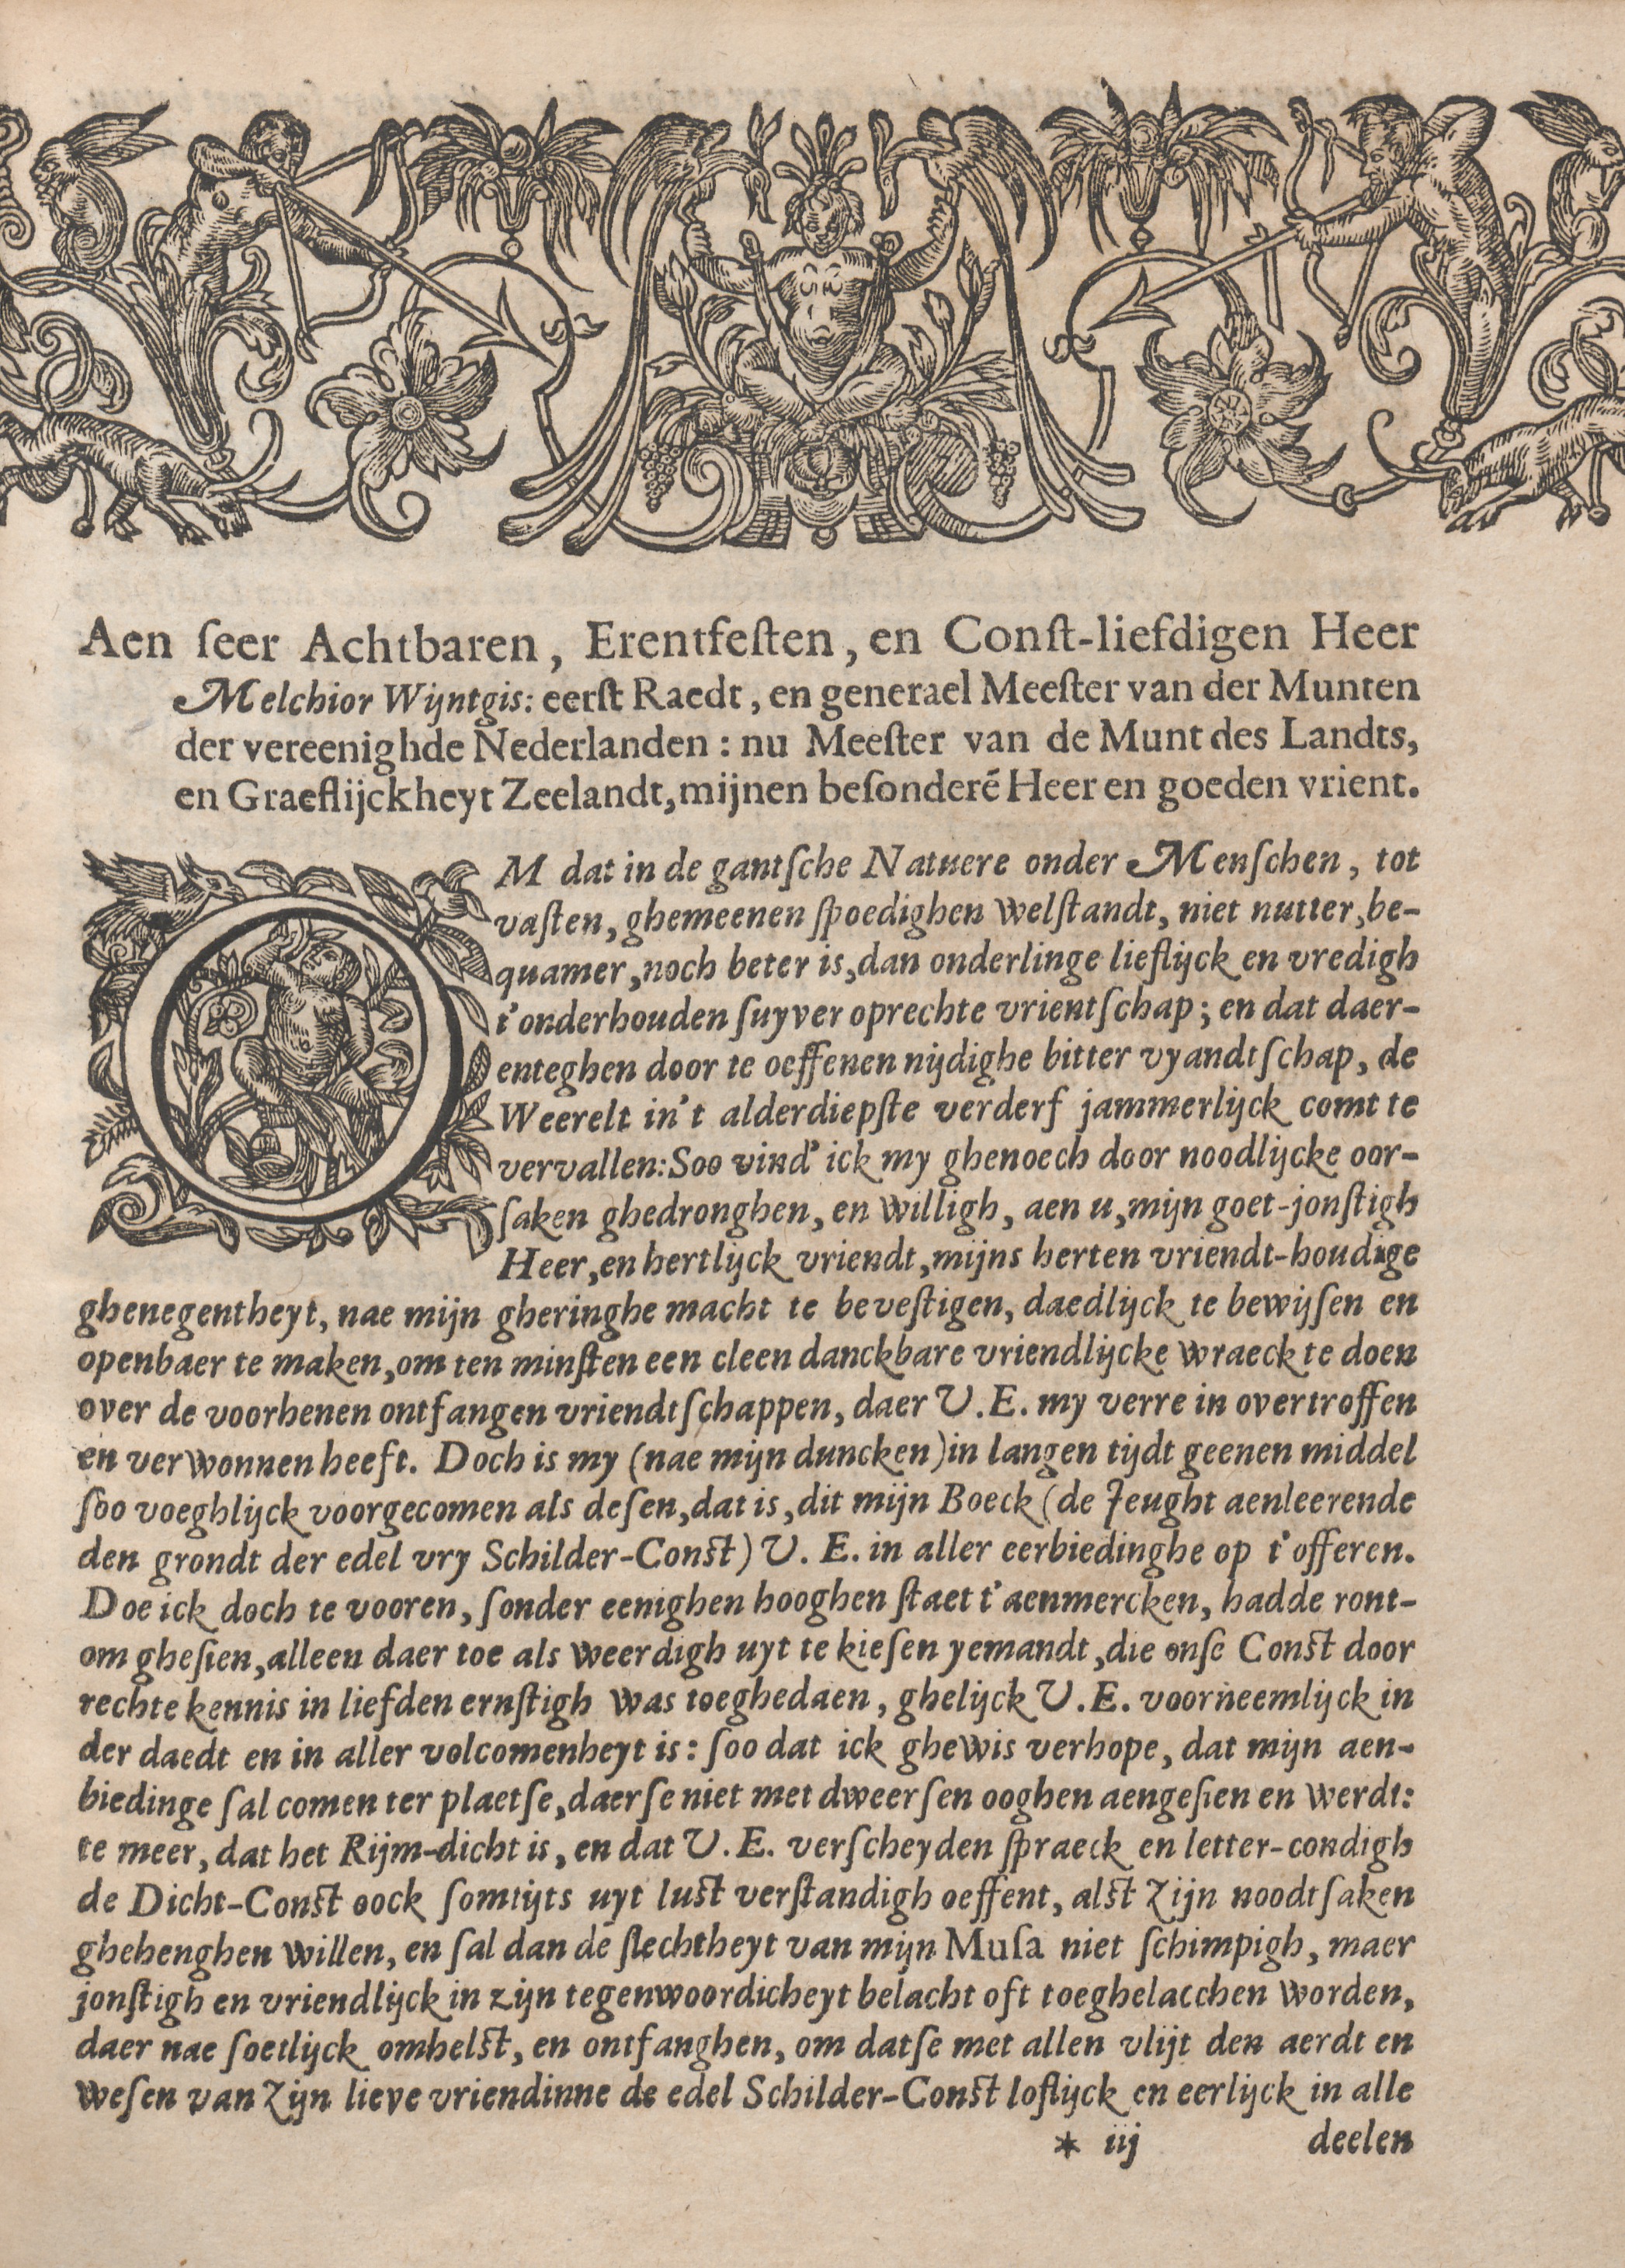 Aen ſeer Achtbaren, Erentfeſten, en Conſt-liefdigen Heer
Melchior Wijntgis: eerſt Raedt, en generael Meeſter van der Munten
der vereenighde Nederlanden: nu Meeſter van de Munt des Landts,
en Graeflijckheyt Zeelandt, mijnen beſonderẽ Heer en goeden vrient.
OM dat in de gantſche Natuere onder Menſchen, tot
vaſten, ghemeenen ſpoedighen welſtandt, niet nutter, be-
quamer, noch beter is, dan onderlinge lieflijck en vredigh
t'onderhouden ſuyver oprechte vrientſchap; en dat daer-
enteghen door te oeffenen nijdighe bitter vyandtſchap, de
Weerelt in't alderdiepſte verderf jammerlijck comt te
vervallen: Soo vind' ick my ghenoech door noodlijcke oor-
ſaken ghedronghen, en willigh, aen u, mijn goet-jonſtigh
Heer, en hertlijck vriendt, mijns herten vriendt-houdige
ghenegentheyt, nae mijn gheringhe macht te beveſtigen, daedlijck te bewijſen en
openbaer te maken, om ten minſten een cleen danckbare vriendlijcke wraeck te doen
over de voorhenen ontfangen vriendtſchappen, daer V.E. my verre in overtroffen
en verwonnen heeft. Doch is my (nae mijn duncken) in langen tijdt geenen middel
ſoo voeghlijck voorgecomen als deſen, dat is, dit mijn Boeck (de Jeught aenleerende
den grondt der edel vry Schilder-Conſt) V. E. in aller eerbiedinghe op t'offeren.
Doe ick doch te vooren, ſonder eenighen hooghen ſtaet t'aenmercken, hadde ront-
om gheſien, alleen daer toe als weerdigh uyt te kieſen yemandt, die onſe Conſt door
rechte kennis in liefden ernſtigh was toeghedaen, ghelijck V.E. voorneemlijck in
der daedt en in aller volcomenheyt is: ſoo dat ick ghewis verhope, dat mijn aen-
biedinge ſal comen ter plaetſe, daerſe niet met dweerſen ooghen aengeſien en werdt:
te meer, dat het Rijm-dicht is, en dat V.E. verſcheyden ſpraeck en letter-condigh
de Dicht-Conſt oock ſomtijts uyt luſt verſtandigh oeffent, alſt zijn noodtſaken
ghehenghen willen, en ſal dan de ſlechtheyt van mijn Muſa niet ſchimpigh, maer
jonſtigh en vriendlijck in zijn tegenwoordicheyt belacht oft toeghelacchen worden,
daer nae ſoetlijck omhelſt, en ontfanghen, om datſe met allen vlijt den aerdt en
weſen van zijn lieve vriendinne de edel Schilder-Conſt loflijck en eerlijck in alle
* iij deelen